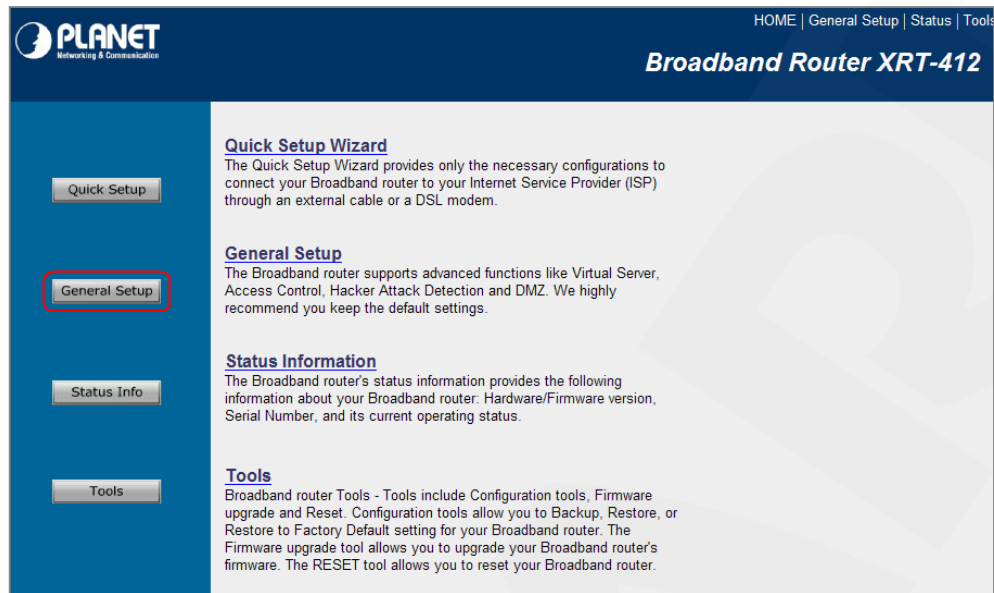 PLANET
Networking & Communication
HOME | General Setup | Status | Tools
Broadband Router XRT-412
Quick Setup
General Setup
Status Info
Tools
Quick Setup Wizard
The Quick Setup Wizard provides only the necessary configurations to
connect your Broadband router to your Internet Service Provider (ISP)
through an external cable or a DSL modem.
General Setup
The Broadband router supports advanced functions like Virtual Server,
Access Control, Hacker Attack Detection and DMZ. We highly
recommend you keep the default settings.
Status Information
The Broadband router's status information provides the following
information about your Broadband router: Hardware/Firmware version,
Serial Number, and its current operating status.
Tools
Broadband router Tools - Tools include Configuration tools, Firmware
upgrade and Reset. Configuration tools allow you to Backup, Restore, or
Restore to Factory Default setting for your Broadband router. The
Firmware upgrade tool allows you to upgrade your Broadband router's
firmware. The RESET tool allows you to reset your Broadband router.